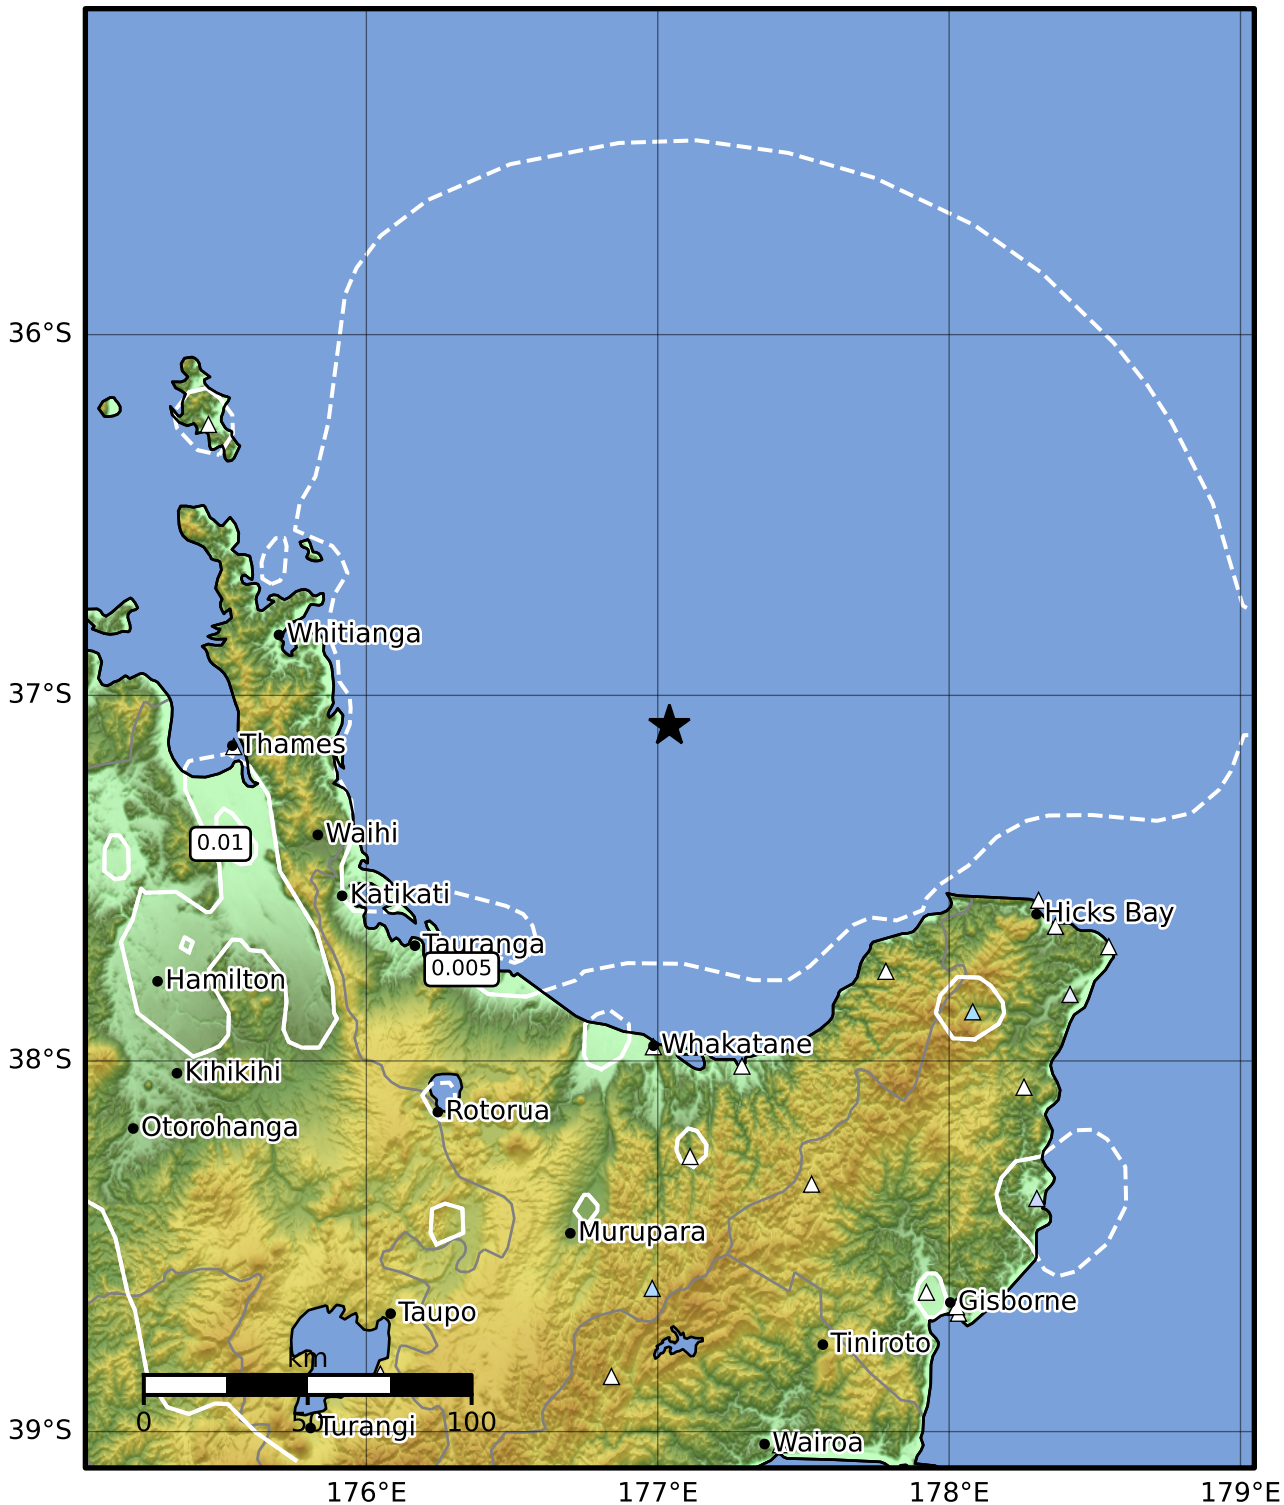 36°S
Whitianga
37°S
Thames
Waihi
0.01
Katikati
Hicks Bay
Tauranga
0.005
Hamilton
Whakatane
38°S
Kihikihi
Rotorua
Otorohanga
Murupara
Gisborne
Taupo
Tiniroto
km
0 50 100
Turangi
39°S
Wairoa
176°E 177°E 178°E 179°E